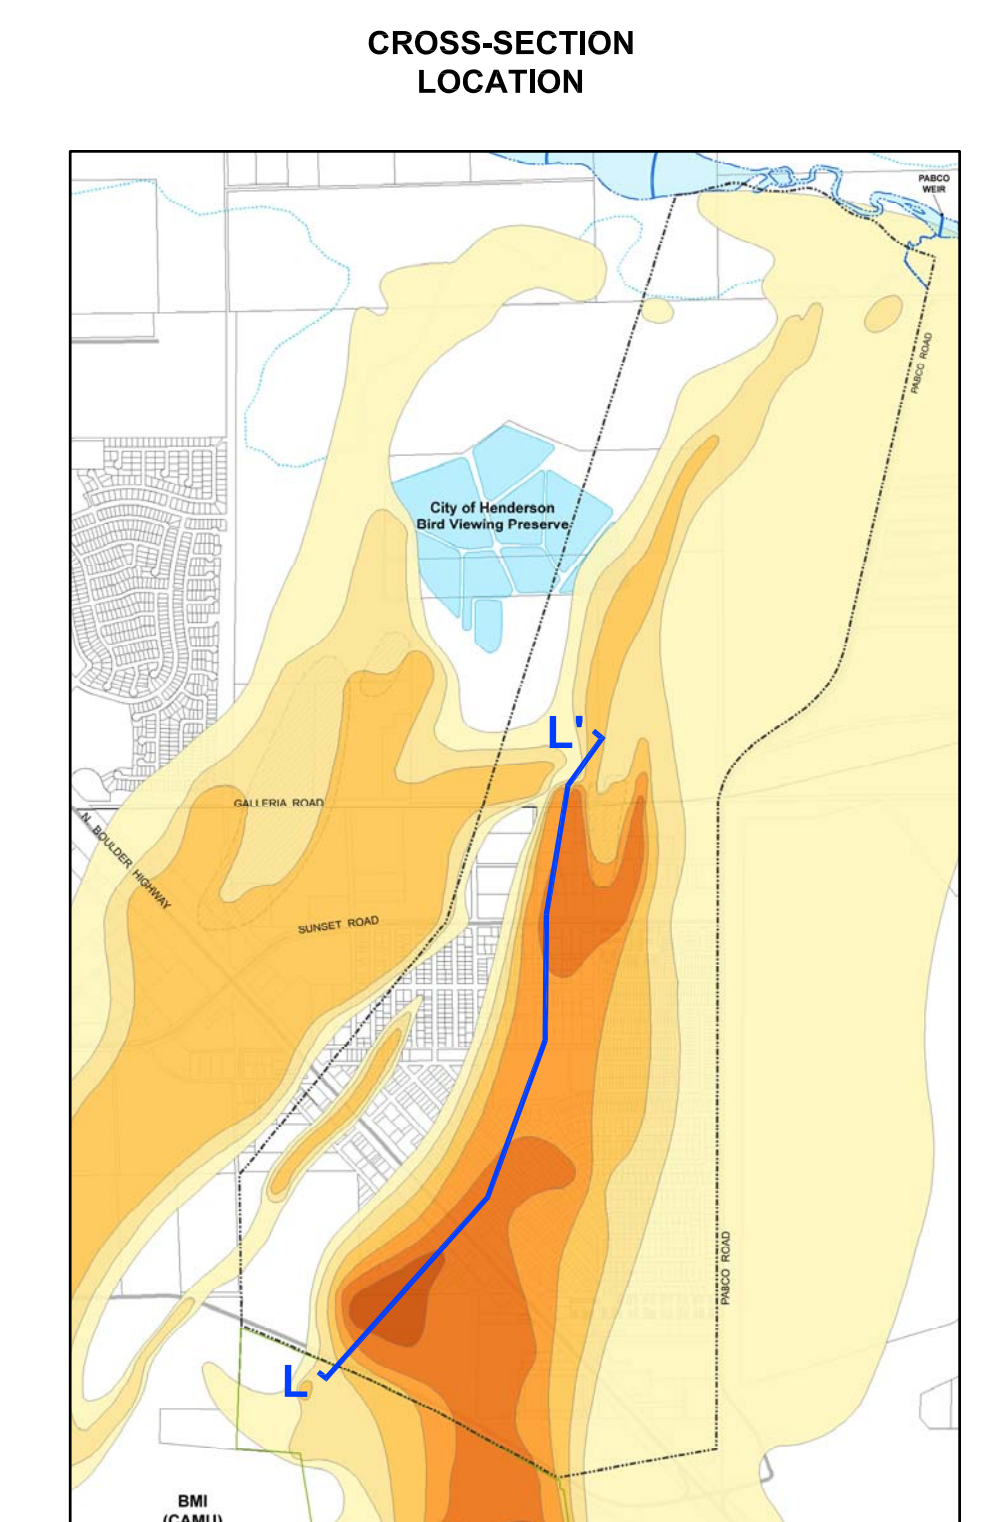 CROSS-SECTION
LOCATION
PABCO
WEIR
PABCO ROAD
City of Henderson
Bird Viewing Preserve
L'
GALLERIA ROAD
N. BOULDER HIGHWAY
SUNSET ROAD
PABCO ROAD
L
BMI
(CAMU)